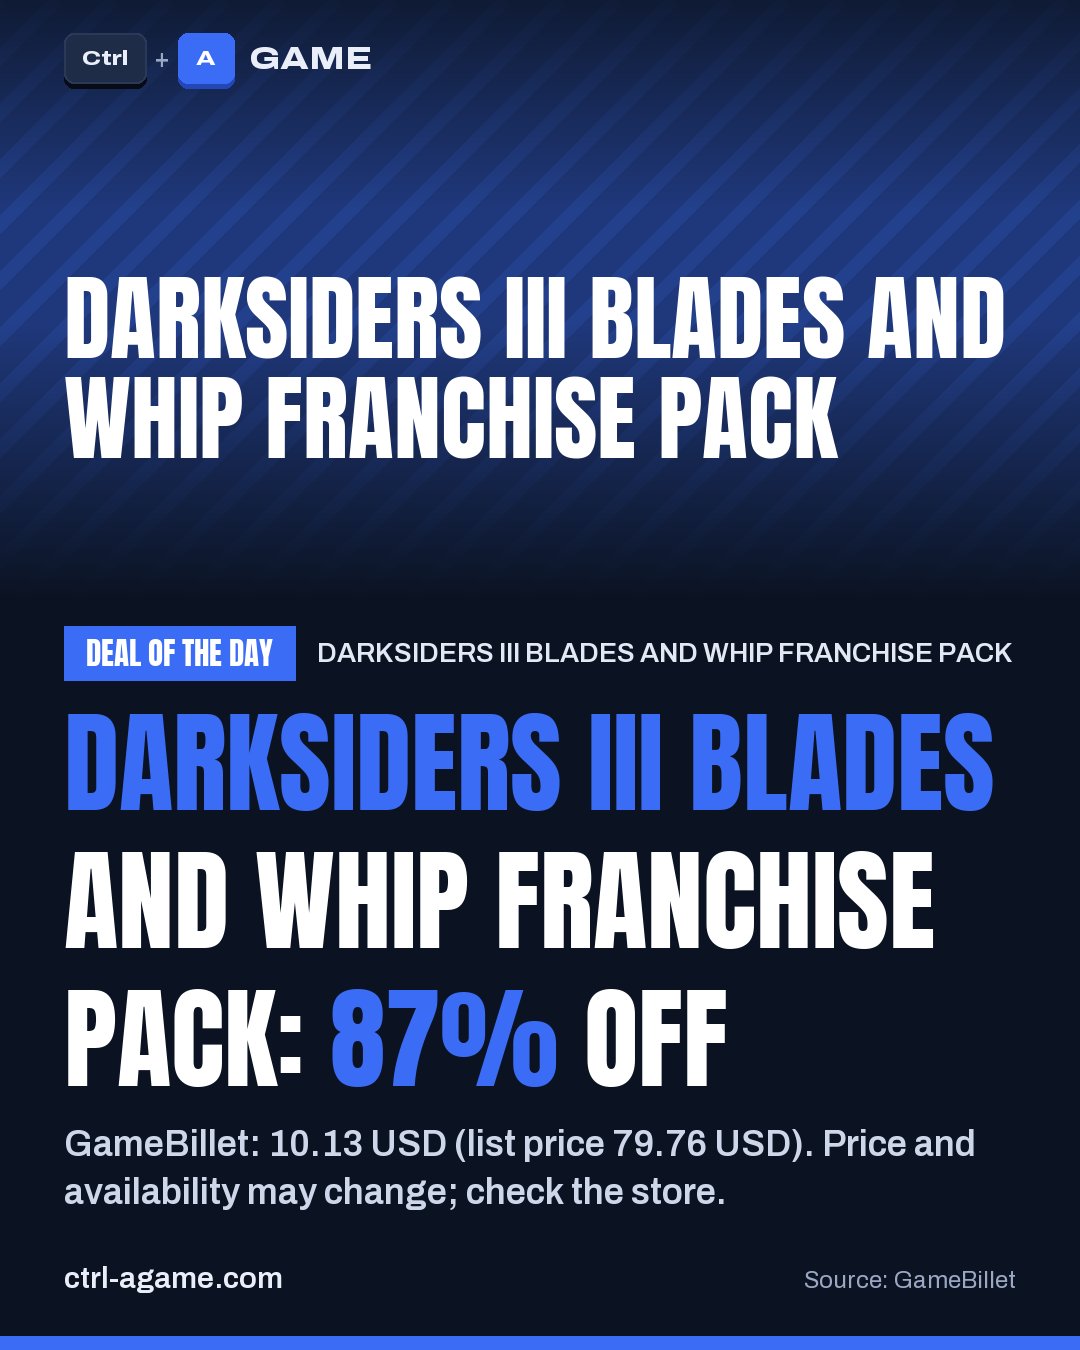 Ctrl + A GAME
DARKSIDERS III BLADES AND
WHIP FRANCHISE PACK
DEAL OF THE DAY DARKSIDERS III BLADES AND WHIP FRANCHISE PACK
DARKSIDERS III BLADES
AND WHIP FRANCHISE
PACK: 87% OFF
GameBillet: 10.13 USD (list price 79.76 USD). Price and
availability may change; check the store.
ctrl-agame.com Source: GameBillet